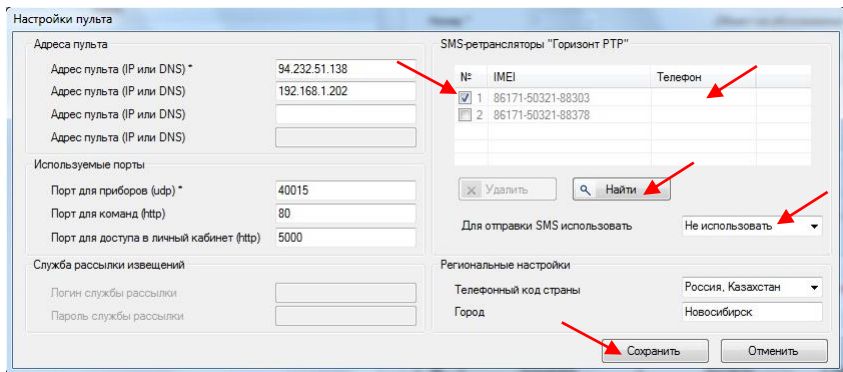 Настройки пульта
Адреса пульта
Адрес пульта (IP или DNS) * 94.232.51.138
Адрес пульта (IP или DNS) 192.168.1.202
Адрес пульта (IP или DNS)
Адрес пульта (IP или DNS)
Используемые порты
Порт для приборов (udp) * 40015
Порт для команд (http) 80
Порт для доступа в личный кабинет (http) 5000
Служба рассылки извещений
Логин службы рассылки
Пароль службы рассылки
SMS-ретрансляторы "Горизонт РТР"
№ IMEI Телефон
1 86171-50321-88303
2 86171-50321-88378
Удалить Найти
Для отправки SMS использовать Не использовать
Региональные настройки
Телефонный код страны Россия, Казахстан
Город Новосибирск
Сохранить Отменить